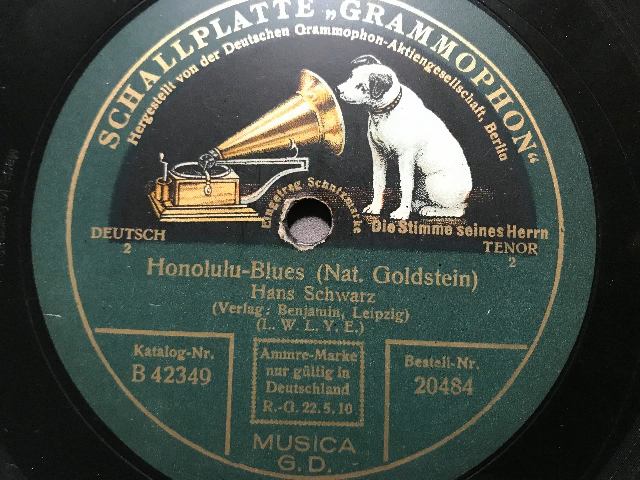 SCHALLPLATTE „GRAMMOPHON“
Hergestellt von der Deutschen Grammophon-Aktiengesellschaft, Berlin
Eingetrag. Schutzmarke
Die Stimme seines Herrn
DEUTSCH
2
TENOR
2
Honolulu-Blues (Nat. Goldstein)
Hans Schwarz
(Verlag: Benjamin, Leipzig)
(L. W. L. Y. E.)
Katalog-Nr.
B 42349
Ammre-Marke
nur gültig in
Deutschland
R.-G. 22. 5. 10
Bestell-Nr.
20484
MUSICA
G. D.